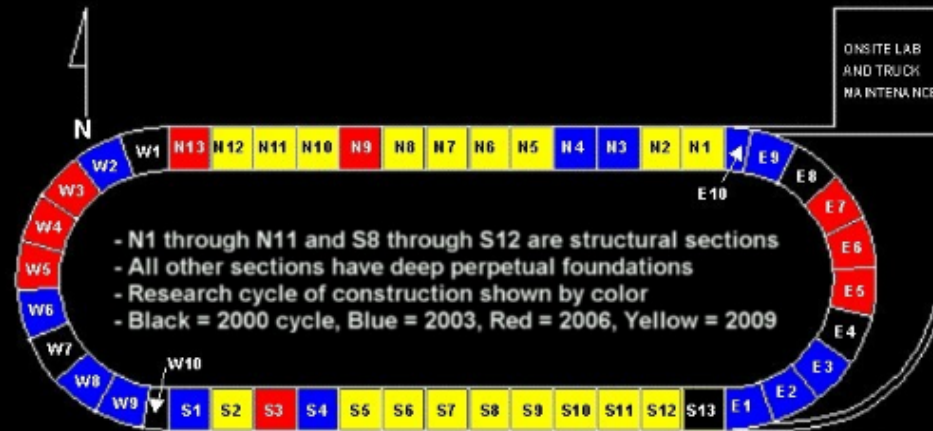 ONSITE LAB
AND TRUCK
MAINTENANCE
N
W1 N13 N12 N11 N10 N9 N8 N7 N6 N5 N4 N3 N2 N1
W2 E9
E8
E10
W3 E7
W4 E6
W5 E5
- N1 through N11 and S8 through S12 are structural sections
- All other sections have deep perpetual foundations
- Research cycle of construction shown by color
- Black = 2000 cycle, Blue = 2003, Red = 2006, Yellow = 2009
W6 E4
W7 E3
W10
W8 E2
W9 S1 S2 S3 S4 S5 S6 S7 S8 S9 S10 S11 S12 S13 E1